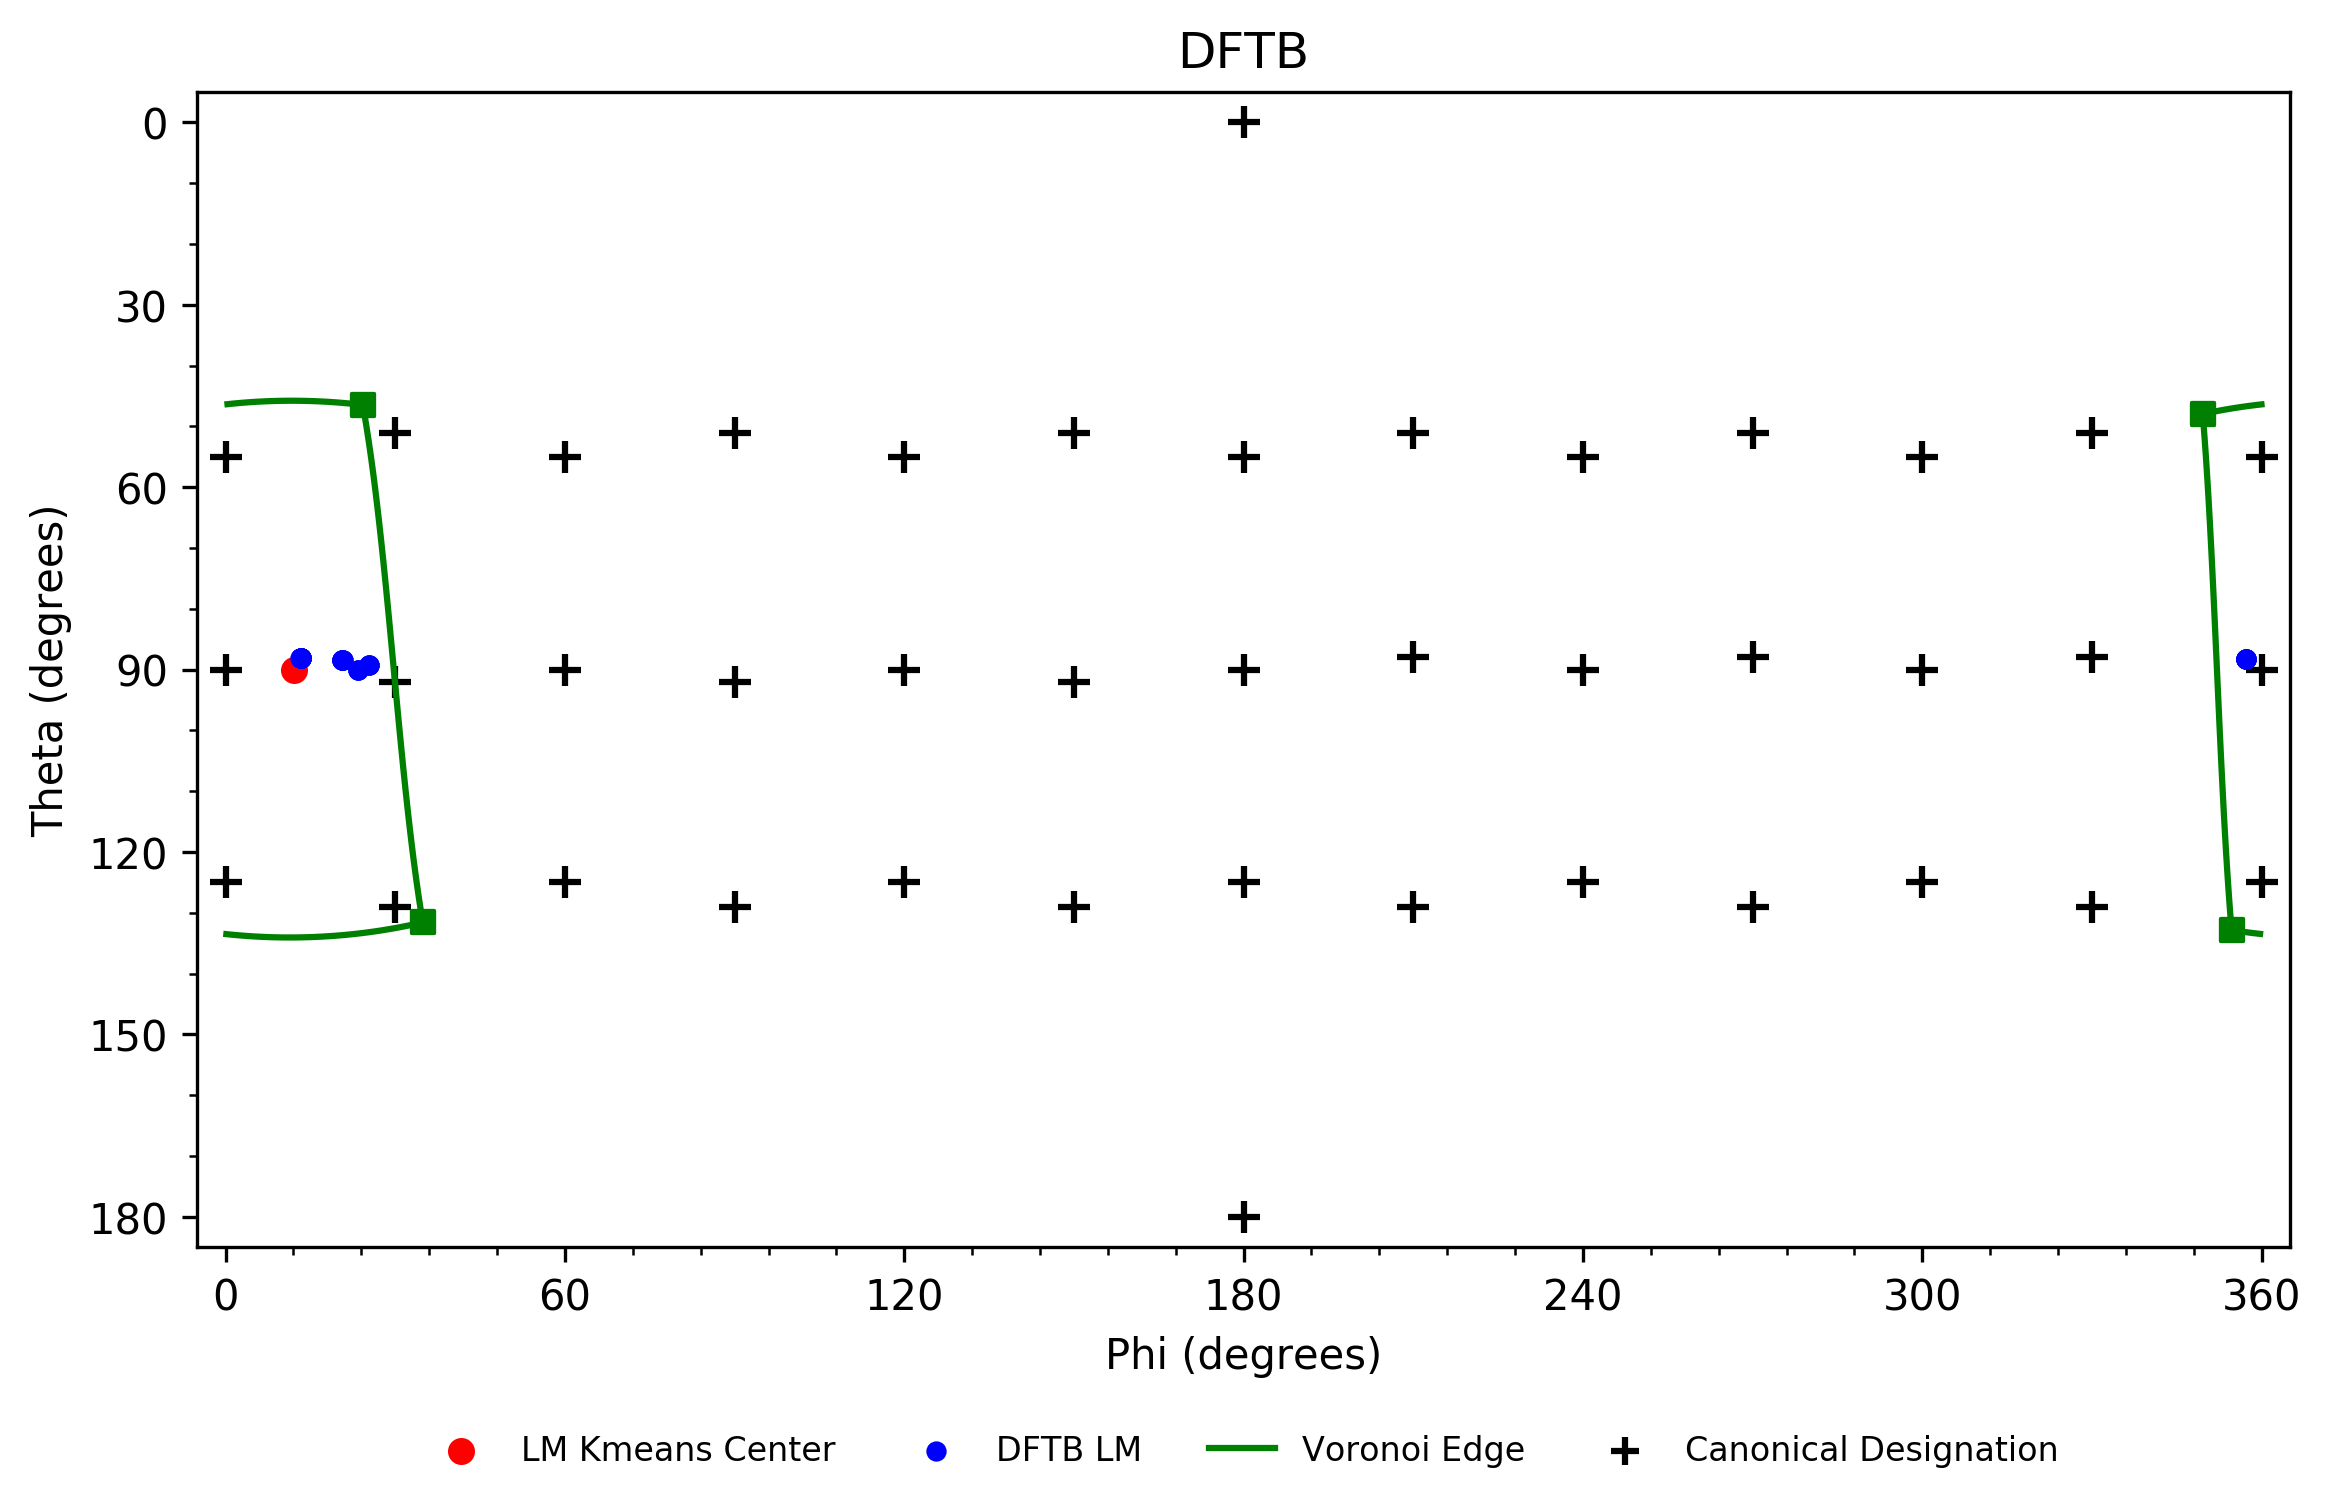 DFTB
0
30
60
90
120
150
180
Theta (degrees)
0 60 120 180 240 300 360
Phi (degrees)
LM Kmeans Center DFTB LM Voronoi Edge Canonical Designation